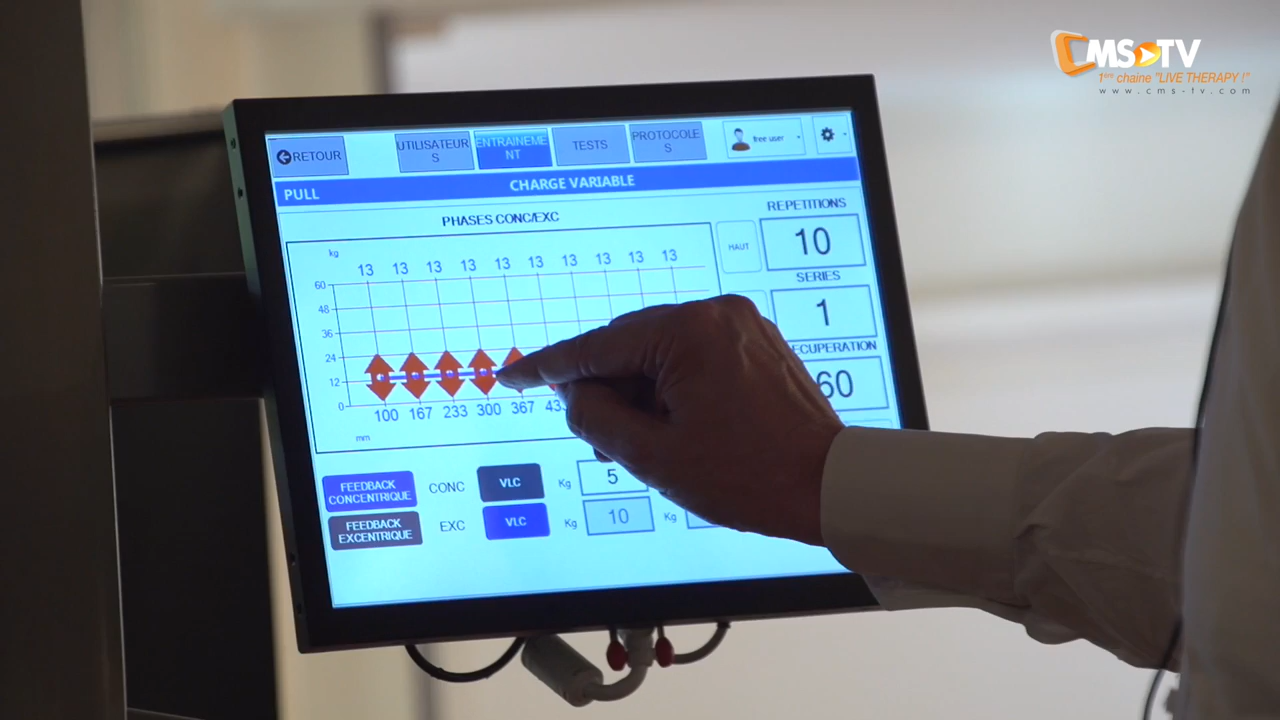 CMS TV
1ère chaine "LIVE THERAPY !"
www.cms-tv.com
RETOUR
UTILISATEUR
S
ENTRAINEME
NT
TESTS
PROTOCOLE
S
free user
PULL
CHARGE VARIABLE
PHASES CONC/EXC
REPETITIONS
kg
13 13 13 13 13 13 13 13 13 13
HAUT
10
60
48
36
24
12
0
SERIES
1
ECUPERATION
60
100 167 233 300 367 433
mm
FEEDBACK
CONCENTRIQUE
CONC
VLC
Kg
5
FEEDBACK
EXCENTRIQUE
EXC
VLC
Kg
10
Kg